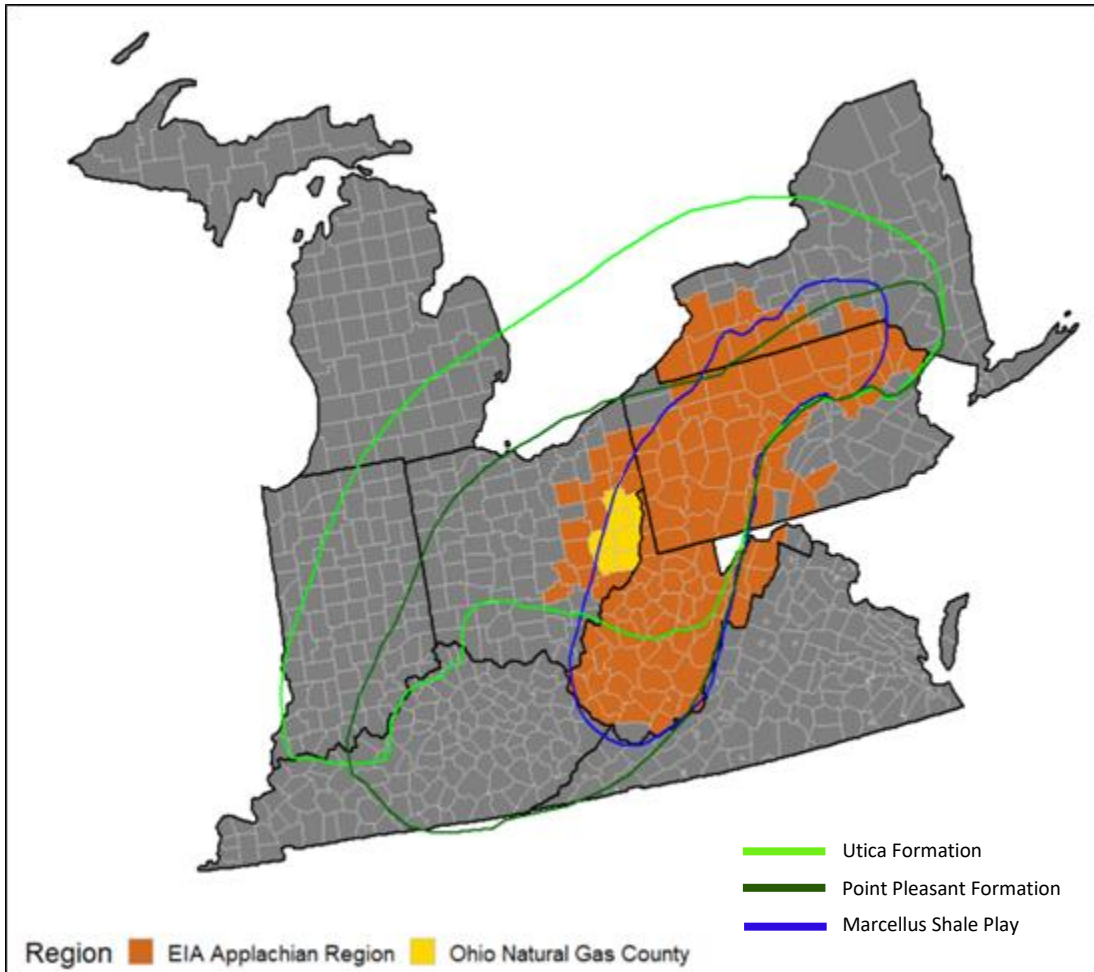 Utica Formation
Point Pleasant Formation
Marcellus Shale Play
Region EIA Applachian Region Ohio Natural Gas County